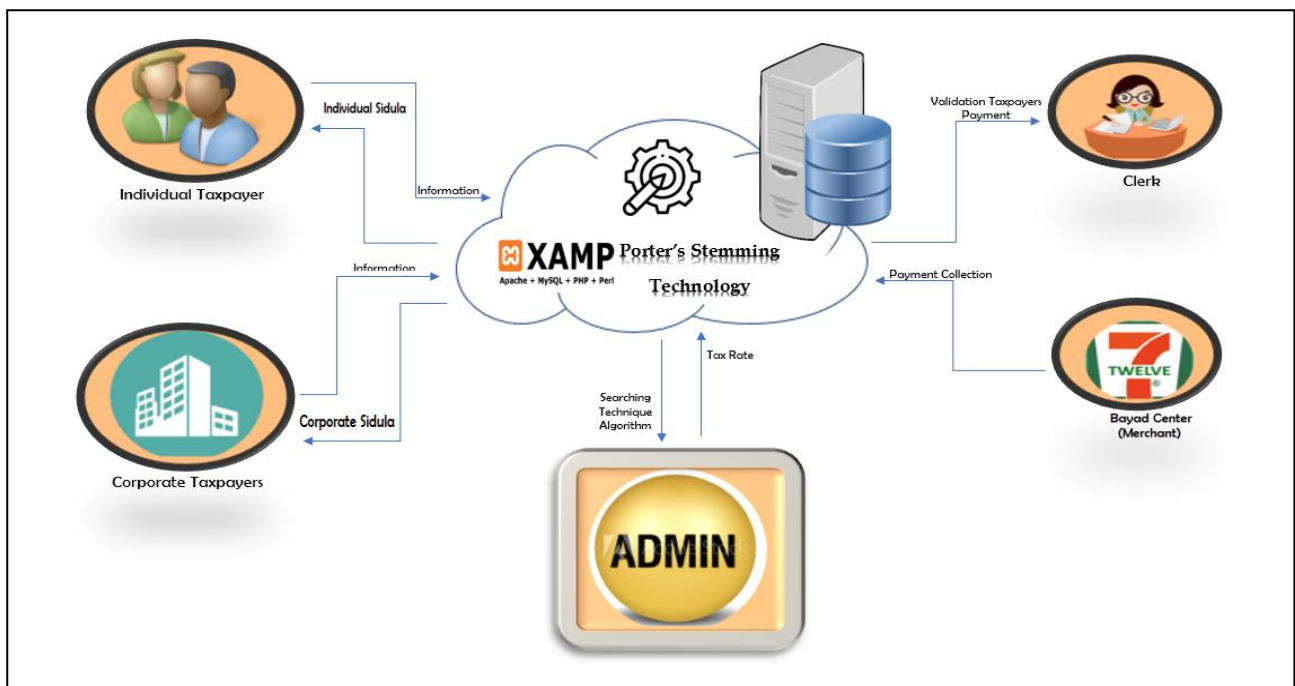 Individual Sidula
Individual Taxpayer
Information
Information
Corporate Sidula
Corporate Taxpayers
XAMP
Apache + MySQL + PHP + Perl
Porter's Stemming
Technology
Validation Taxpayers
Payment
Clerk
Payment Collection
7
TWELVE
®
Bayad Center
(Merchant)
Tax Rate
Searching
Technique
Algorithm
ADMIN